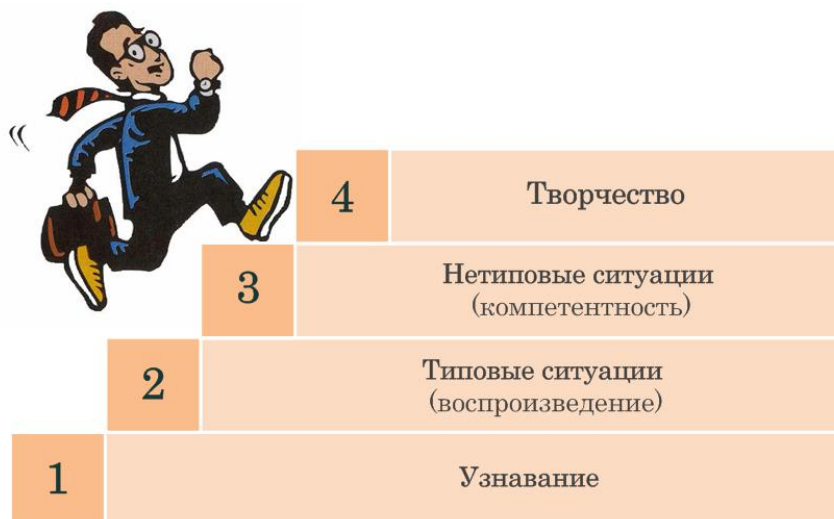 4 Творчество
3 Нетиповые ситуации
(компетентность)
2 Типовые ситуации
(воспроизведение)
1 Узнавание